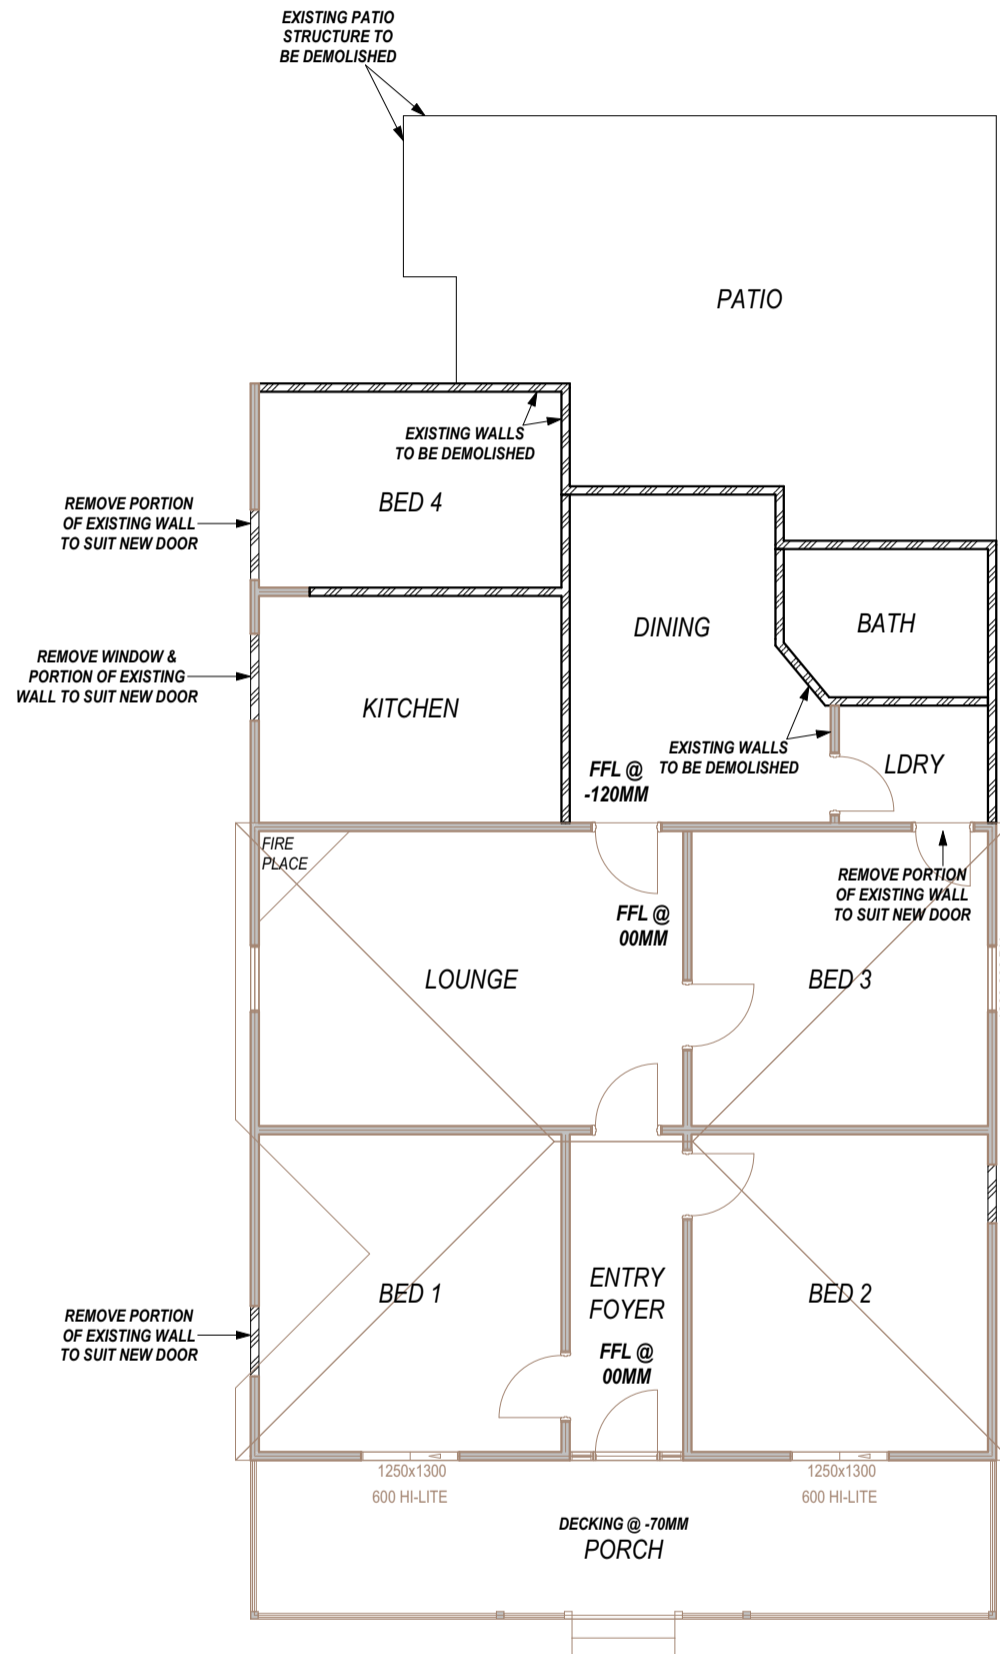 EXISTING PATIO
STRUCTURE TO
BE DEMOLISHED
PATIO
EXISTING WALLS
TO BE DEMOLISHED
BED 4
REMOVE PORTION
OF EXISTING WALL
TO SUIT NEW DOOR
DINING
BATH
REMOVE WINDOW &
PORTION OF EXISTING
WALL TO SUIT NEW DOOR
KITCHEN
EXISTING WALLS
TO BE DEMOLISHED
LDRY
FFL @
-120MM
FIRE
PLACE
REMOVE PORTION
OF EXISTING WALL
TO SUIT NEW DOOR
FFL @
00MM
LOUNGE
BED 3
ENTRY
FOYER
BED 1
BED 2
REMOVE PORTION
OF EXISTING WALL
TO SUIT NEW DOOR
FFL @
00MM
1250x1300
600 HI-LITE
1250x1300
600 HI-LITE
DECKING @ -70MM
PORCH